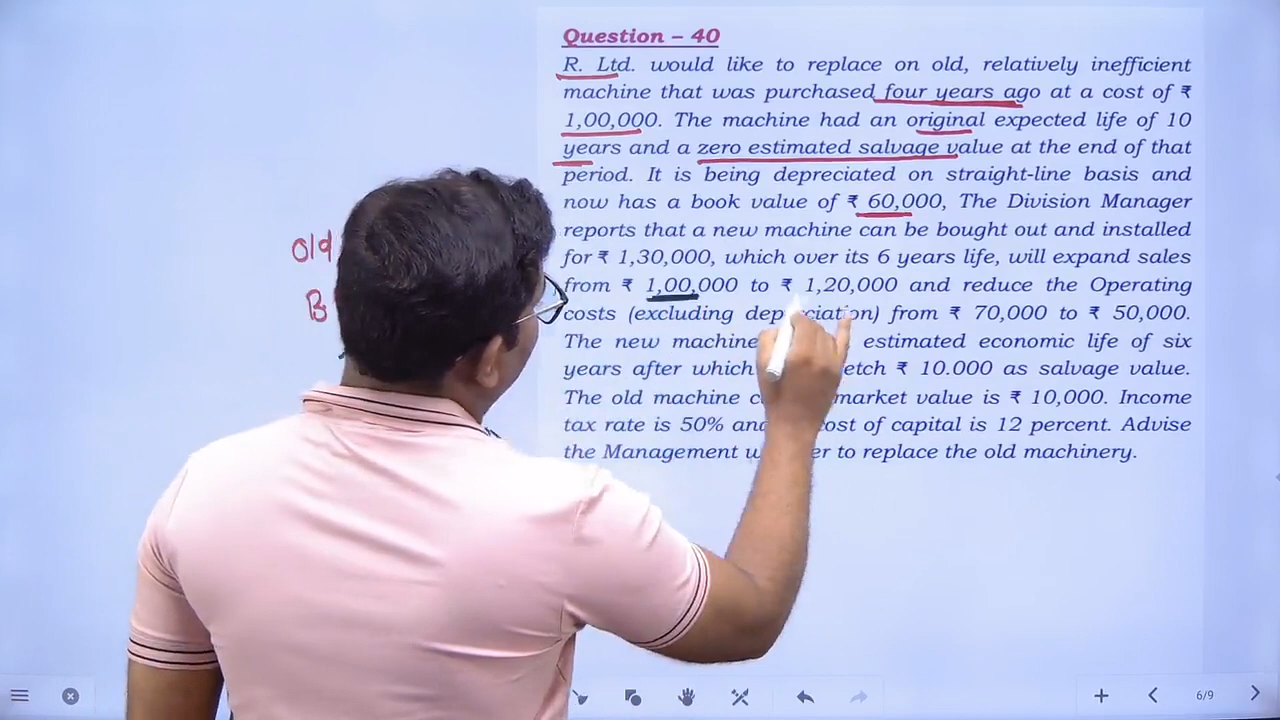 Question – 40
R. Ltd. would like to replace on old, relatively inefficient
machine that was purchased four years ago at a cost of ₹
1,00,000. The machine had an original expected life of 10
years and a zero estimated salvage value at the end of that
period. It is being depreciated on straight-line basis and
now has a book value of ₹ 60,000, The Division Manager
reports that a new machine can be bought out and installed
Old
for ₹ 1,30,000, which over its 6 years life, will expand sales
from ₹ 1,00,000 to ₹ 1,20,000 and reduce the Operating
B
costs (excluding depreciation) from ₹ 70,000 to ₹ 50,000.
The new machine estimated economic life of six
years after which etch ₹ 10.000 as salvage value.
The old machine market value is ₹ 10,000. Income
tax rate is 50% and ost of capital is 12 percent. Advise
the Management er to replace the old machinery.
6/9